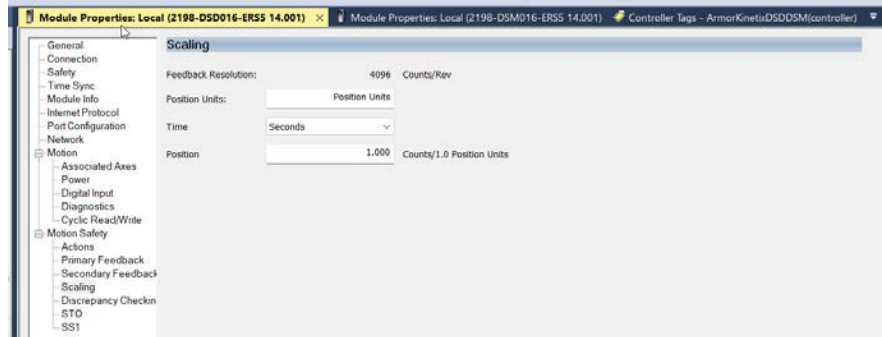 Module Properties: Local (2198-DSD016-ERS5 14.001) ×
Module Properties: Local (2198-DSM016-ERS5 14.001)
Controller Tags - ArmorKinetixDSDDSM(controller)
General
Connection
Safety
Time Sync
Module Info
Internet Protocol
Port Configuration
Network
Motion
Associated Axes
Power
Digital Input
Diagnostics
Cyclic Read/Write
Motion Safety
Actions
Primary Feedback
Secondary Feedback
Scaling
Discrepancy Checkin
STO
SS1
Scaling
Feedback Resolution: 4096 Counts/Rev
Position Units: Position Units
Time Seconds
Position 1.000 Counts/1.0 Position Units